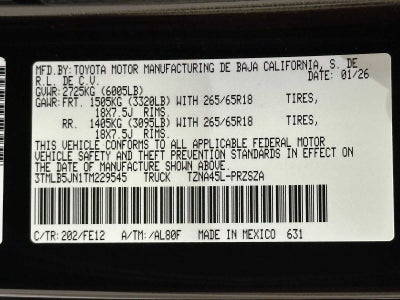 MFD.BY:TOYOTA MOTOR MANUFACTURING DE BAJA CALIFORNIA, S. DE
R.L. DE C.V. DATE: 01/26
GVWR:2725KG (6005LB)
GAWR:FRT. 1505KG (3320LB) WITH 265/65R18 TIRES,
18X7.5J RIMS.
RR. 1405KG (3095LB) WITH 265/65R18 TIRES,
18X7.5J RIMS.
THIS VEHICLE CONFORMS TO ALL APPLICABLE FEDERAL MOTOR
VEHICLE SAFETY AND THEFT PREVENTION STANDARDS IN EFFECT ON
THE DATE OF MANUFACTURE SHOWN ABOVE.
3TMLB5JN1TM229545 TRUCK TZNA45L-PRZSZA
C/TR:202/FE12 A/TM:/AL80F MADE IN MEXICO 631